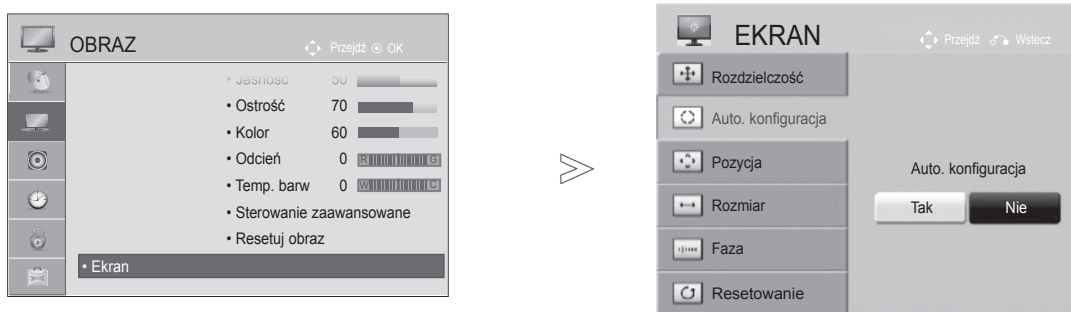 OBRAZ
Przejdź OK
• Jasność 50
• Ostrość 70
• Kolor 60
• Odcień 0 R G
• Temp. barw 0 W C
• Sterowanie zaawansowane
• Resetuj obraz
• Ekran
EKRAN
Przejdź Wstecz
Rozdzielczość
Auto. konfiguracja
Pozycja
Rozmiar
Faza
Resetowanie
Auto. konfiguracja
Tak Nie